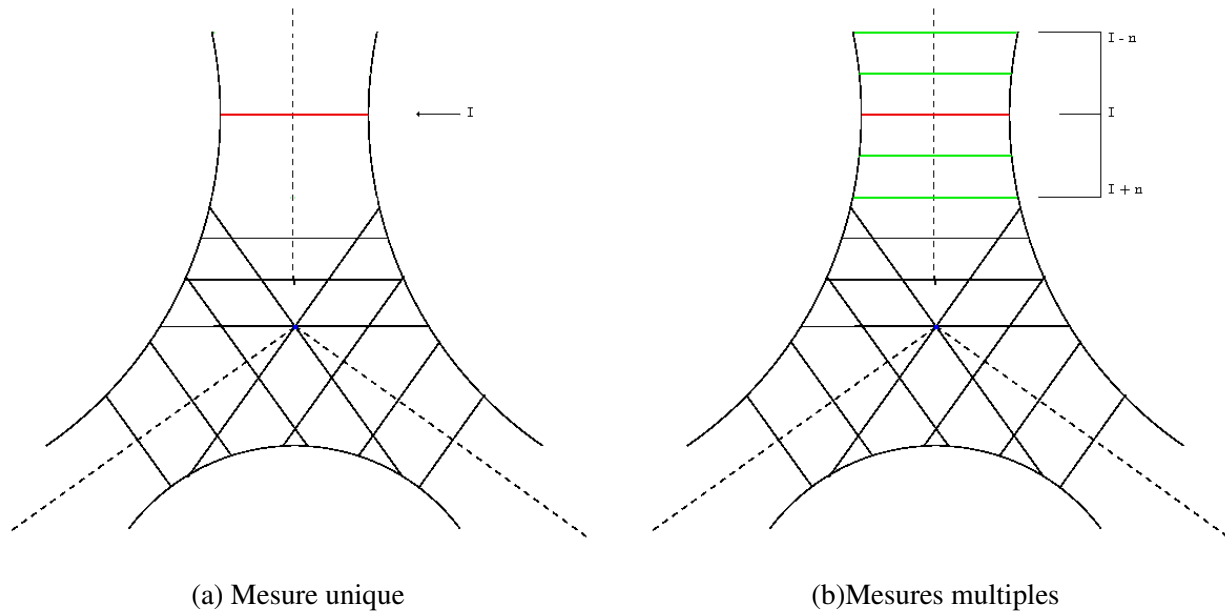 I
I - n
I
I + n
(a) Mesure unique
(b)Mesures multiples